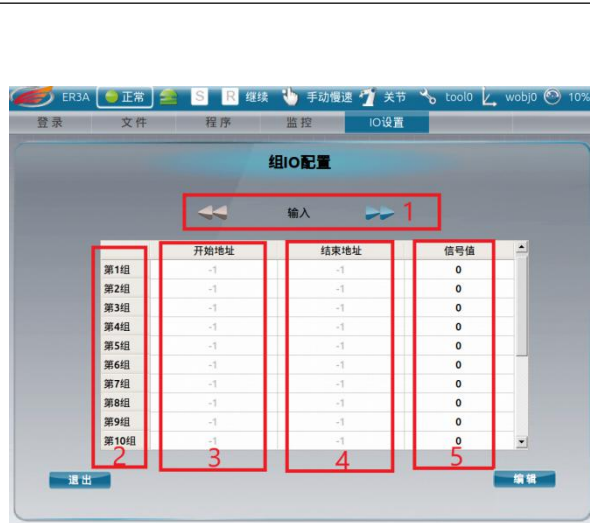 ER3A 正常 S R 继续 手动慢速 关节 tool0 wobj0 10%
登录 文件 程序 监控 IO设置
组IO配置
输入 1
开始地址 结束地址 信号值
第1组 -1 -1 0
第2组 -1 -1 0
第3组 -1 -1 0
第4组 -1 -1 0
第5组 -1 -1 0
第6组 -1 -1 0
第7组 -1 -1 0
第8组 -1 -1 0
第9组 -1 -1 0
第10组 -1 -1 0
2 3 4 5
退出 编辑